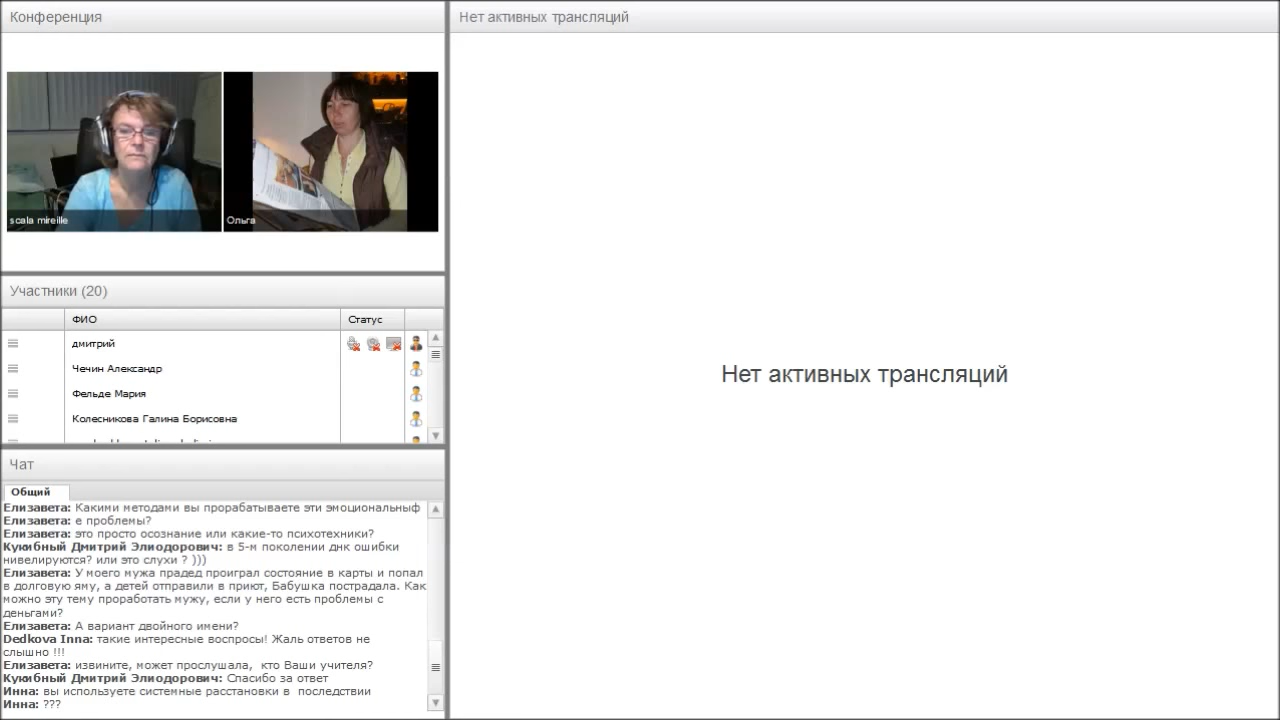 Конференция
Нет активных трансляций
scala mireille
Ольга
Участники (20)
ФИО
Статус
дмитрий
Чечин Александр
Фельде Мария
Колесникова Галина Борисовна
Нет активных трансляций
Чат
Общий
Елизавета: Какими методами вы прорабатываете эти эмоциональныф
Елизавета: е проблемы?
Елизавета: это просто осознание или какие-то психотехники?
Кукибный Дмитрий Элиодорович: в 5-м поколении днк ошибки
нивелируются? или это слухи ? )))
Елизавета: У моего мужа прадед проиграл состояние в карты и попал
в долговую яму, а детей отправили в приют, Бабушка пострадала. Как
можно эту тему проработать мужу, если у него есть проблемы с
деньгами?
Елизавета: А вариант двойного имени?
Dedkova Inna: такие интересные воспросы! Жаль ответов не
слышно !!!
Елизавета: извините, может прослушала, кто Ваши учителя?
Кукибный Дмитрий Элиодорович: Спасибо за ответ
Инна: вы используете системные расстановки в последствии
Инна: ???